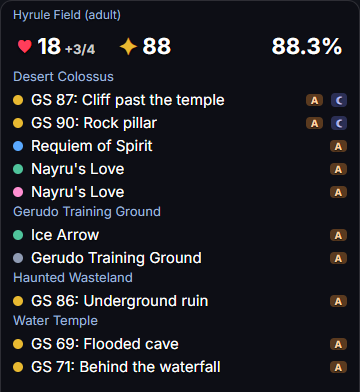 Hyrule Field (adult)
18 +3/4 88 88.3%
Desert Colossus
GS 87: Cliff past the temple A C
GS 90: Rock pillar A C
Requiem of Spirit A
Nayru's Love A
Nayru's Love A
Gerudo Training Ground
Ice Arrow A
Gerudo Training Ground A
Haunted Wasteland
GS 86: Underground ruin A
Water Temple
GS 69: Flooded cave A
GS 71: Behind the waterfall A